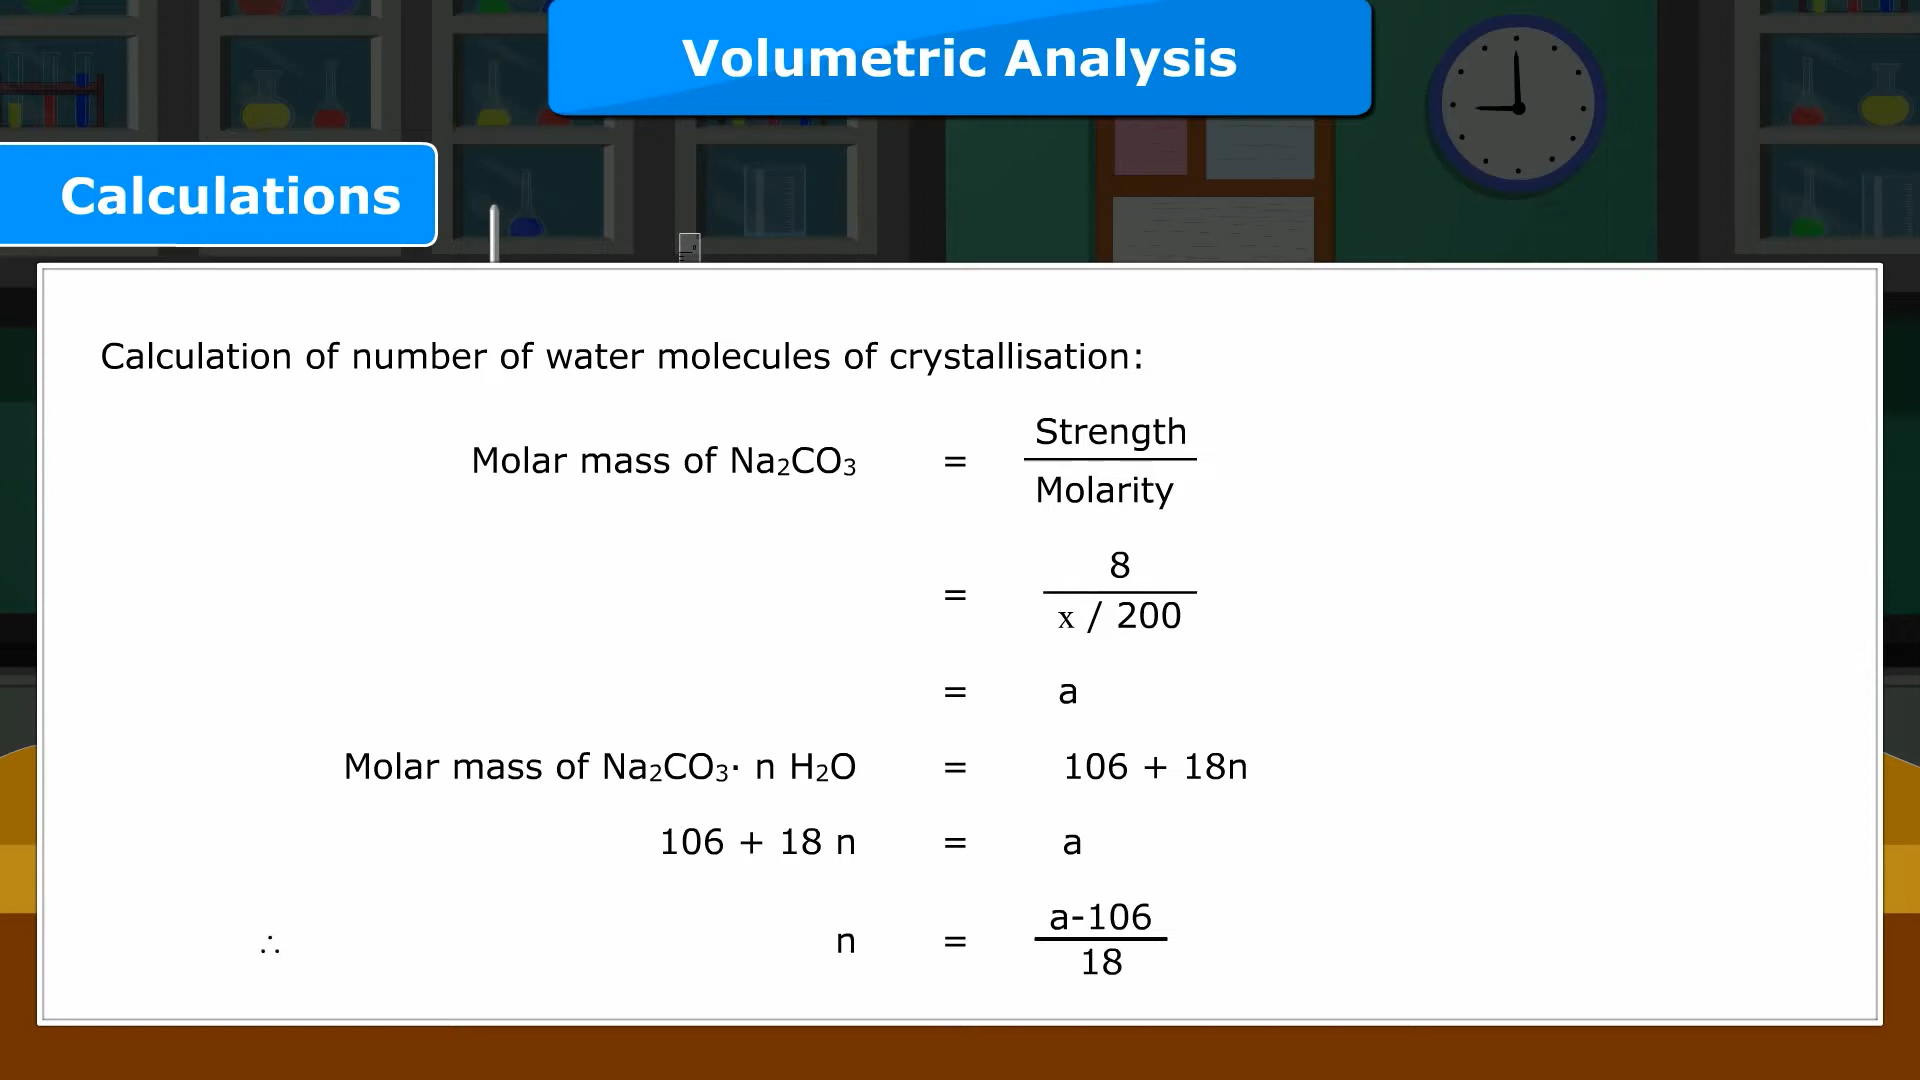 Volumetric Analysis
Calculations
Calculation of number of water molecules of crystallisation:
Molar mass of Na₂CO₃ = Strength / Molarity
= 8 / x / 200
= a
Molar mass of Na₂CO₃· n H₂O = 106 + 18n
106 + 18 n = a
∴ n = a-106 / 18